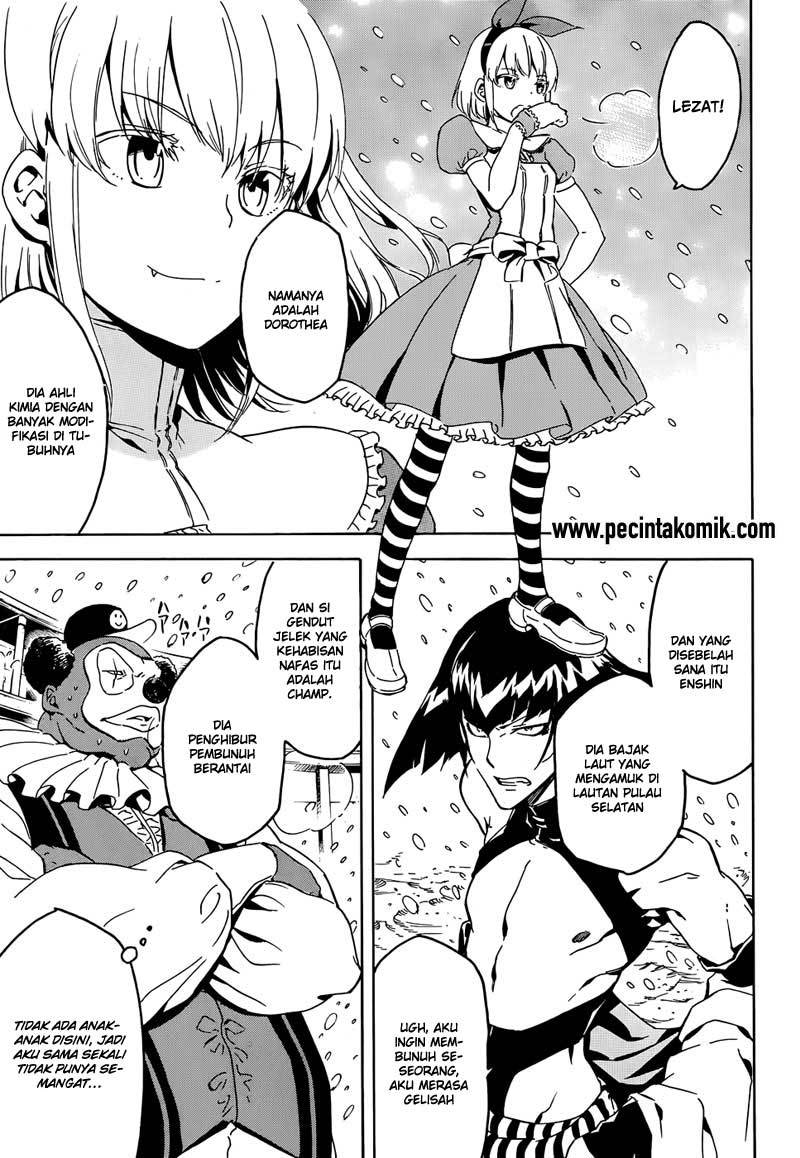 LEZAT!
NAMANYA
ADALAH
DOROTHEA
DIA AHLI
KIMIA DENGAN
BANYAK MODI-
FIKASI DI TU-
BUHNYA
www.pecintakomik.com
DAN YANG
DISEBELAH
SANA ITU
ENSHIN
DIA BAJAK
LAUT YANG
MENGAMUK DI
LAUTAN PULAU
SELATAN
UGH, AKU
INGIN MEM-
BUNUH SE-
SEORANG,
AKU MERASA
GELISAH
DAN SI
GENDUT
JELEK YANG
KEHABISAN
NAFAS ITU
ADALAH
CHAMP.
DIA
PENGHIBUR
PEMBUNUH
BERANTAI
TIDAK ADA ANAK-
ANAK DISINI, JADI
AKU SAMA SEKALI
TIDAK PUNYA SE-
MANGAT...